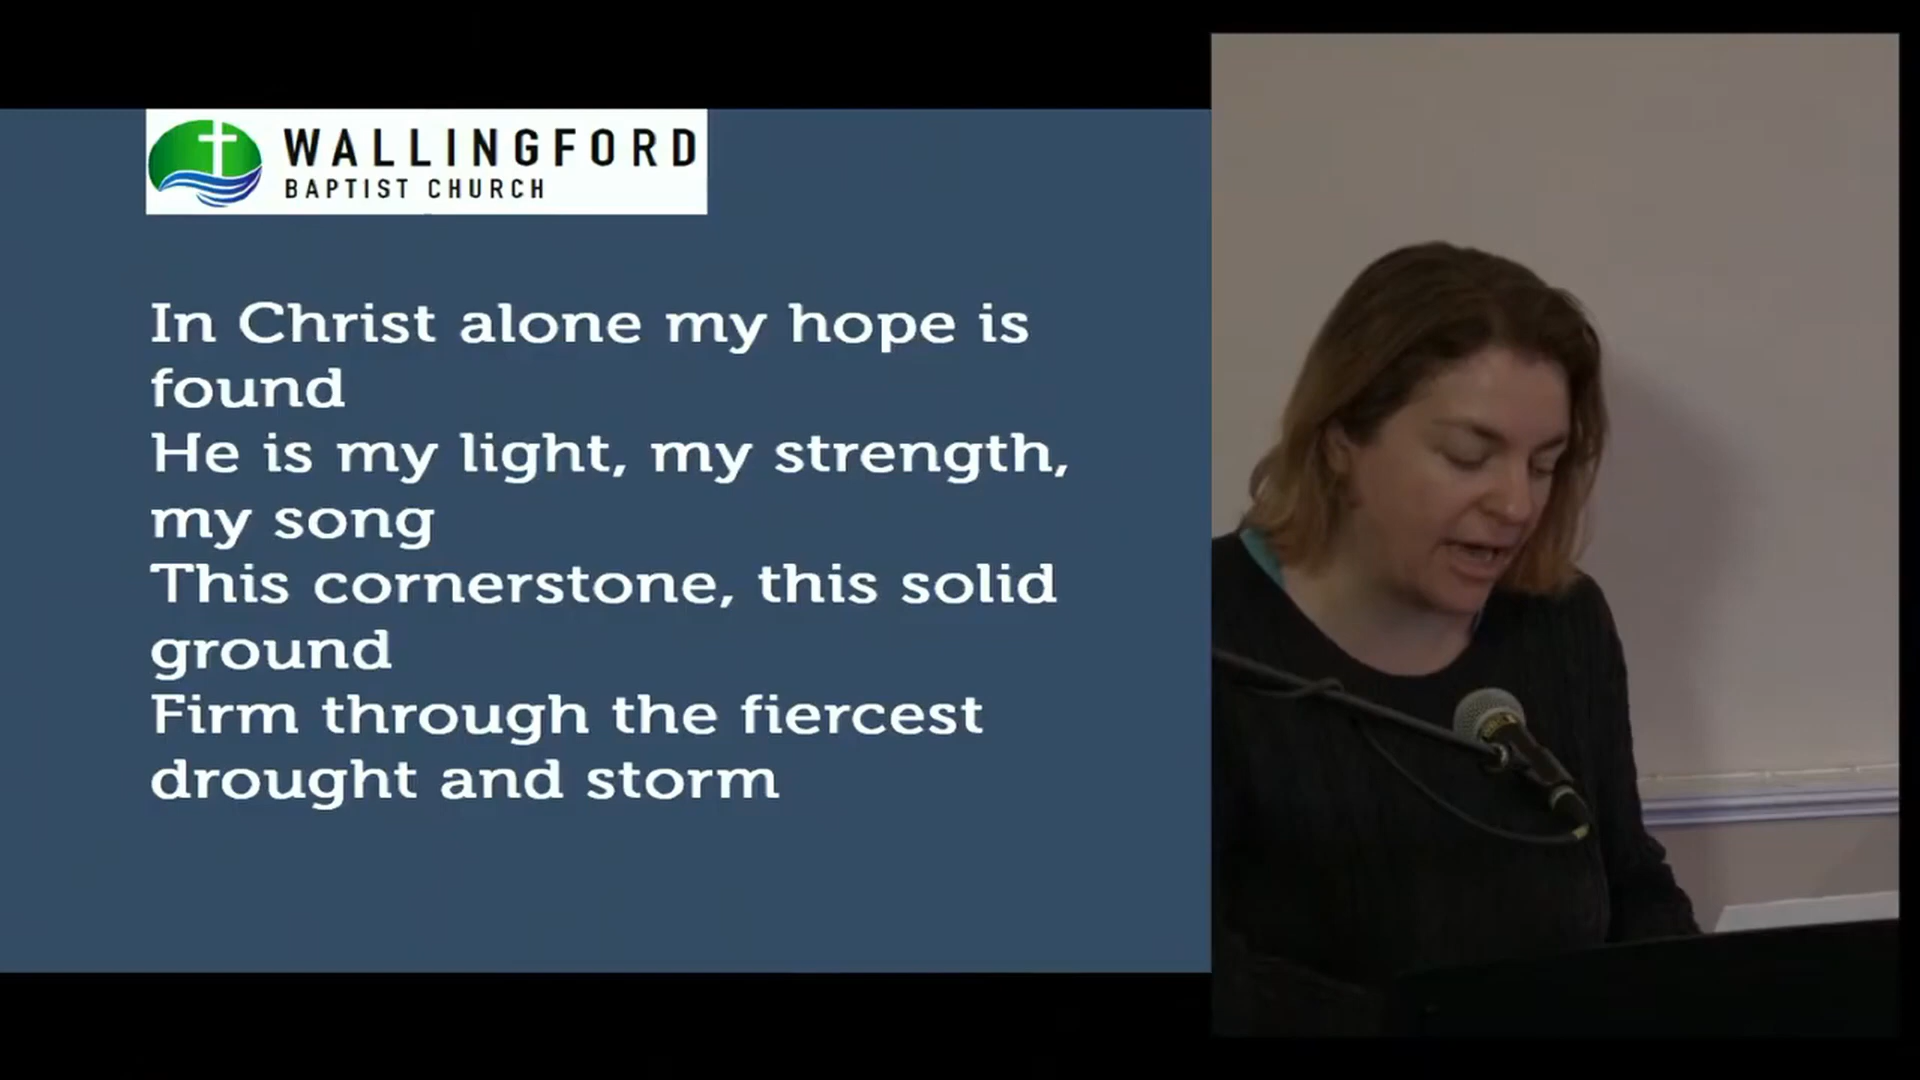 WALLINGFORD
BAPTIST CHURCH
In Christ alone my hope is
found
He is my light, my strength,
my song
This cornerstone, this solid
ground
Firm through the fiercest
drought and storm